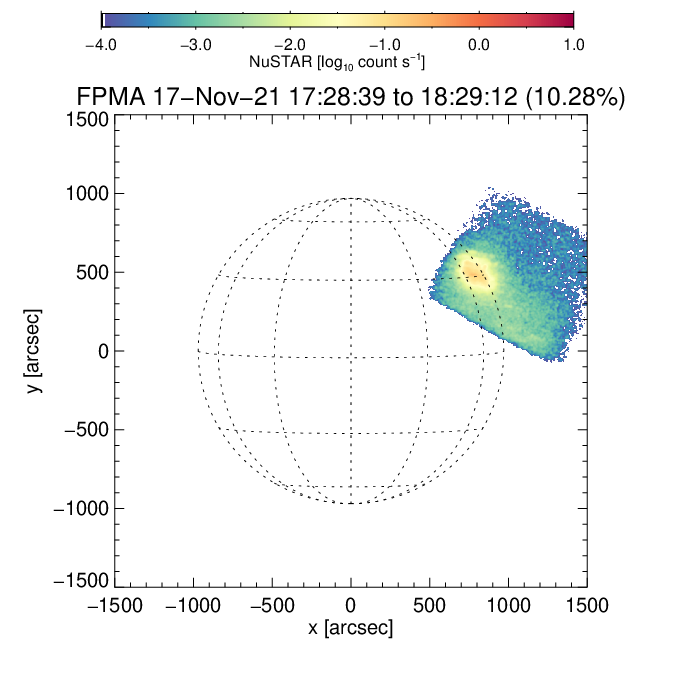 −4.0 −3.0 −2.0 −1.0 0.0 1.0
NuSTAR [log₁₀ count s⁻¹]
FPMA 17−Nov−21 17:28:39 to 18:29:12 (10.28%)
1500
1000
500
0
−500
−1000
−1500
y [arcsec]
−1500 −1000 −500 0 500 1000 1500
x [arcsec]